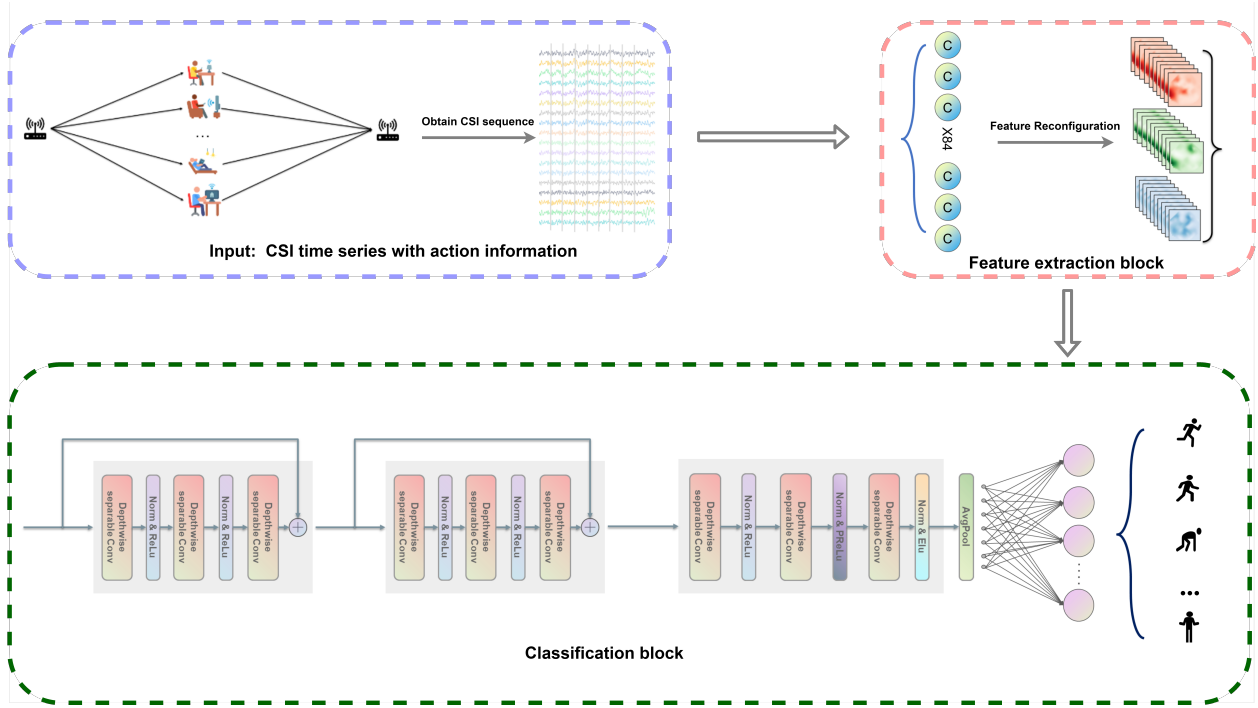 Obtain CSI sequence
...
Input: CSI time series with action information
C
C
C
X84
C
C
C
Feature Reconfiguration
Feature extraction block
Depthwise
separable Conv
Norm & ReLu
Depthwise
separable Conv
Norm & ReLu
Depthwise
separable Conv
Depthwise
separable Conv
Norm & ReLu
Depthwise
separable Conv
Norm & ReLu
Depthwise
separable Conv
Depthwise
separable Conv
Norm & ReLu
Depthwise
separable Conv
Norm & PReLu
Depthwise
separable Conv
Norm & Elu
AvgPool
...
Classification block